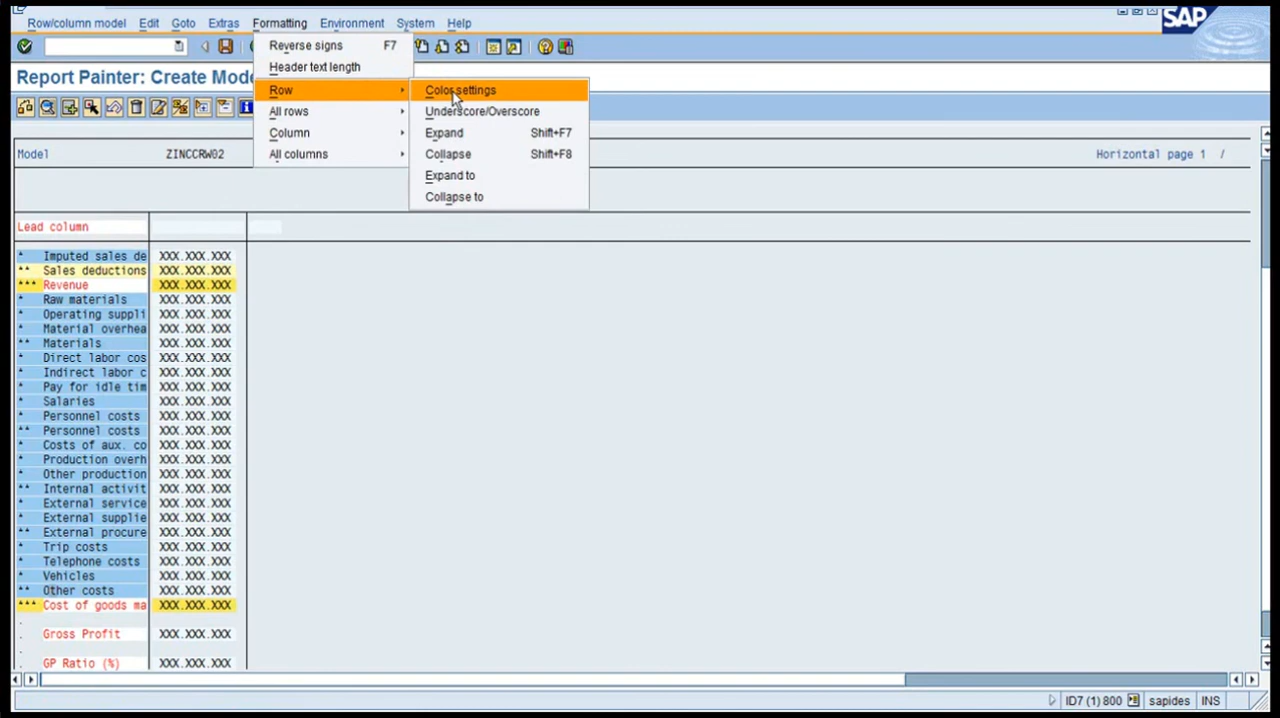 SAP
Row/column model Edit Goto Extras Formatting Environment System Help
Reverse signs F7
Header text length
Row
All rows
Column
All columns
Color settings
Underscore/Overscore
Expand Shift+F7
Collapse Shift+F8
Expand to
Collapse to
Report Painter: Create Mode
Model ZINCCRW02 Horizontal page 1 /
Lead column
* Imputed sales de XXX.XXX.XXX
** Sales deductions XXX.XXX.XXX
*** Revenue XXX.XXX.XXX
* Raw materials XXX.XXX.XXX
* Operating suppli XXX.XXX.XXX
* Material overhea XXX.XXX.XXX
** Materials XXX.XXX.XXX
* Direct labor cos XXX.XXX.XXX
* Indirect labor c XXX.XXX.XXX
* Pay for idle tim XXX.XXX.XXX
* Salaries XXX.XXX.XXX
* Personnel costs XXX.XXX.XXX
** Personnel costs XXX.XXX.XXX
* Costs of aux. co XXX.XXX.XXX
* Production overh XXX.XXX.XXX
* Other production XXX.XXX.XXX
** Internal activit XXX.XXX.XXX
* External service XXX.XXX.XXX
* External supplie XXX.XXX.XXX
** External procure XXX.XXX.XXX
* Trip costs XXX.XXX.XXX
* Telephone costs XXX.XXX.XXX
* Vehicles XXX.XXX.XXX
** Other costs XXX.XXX.XXX
*** Cost of goods ma XXX.XXX.XXX
.
. Gross Profit XXX.XXX.XXX
.
. GP Ratio (%) XXX.XXX.XXX
ID7 (1) 800 sapides INS